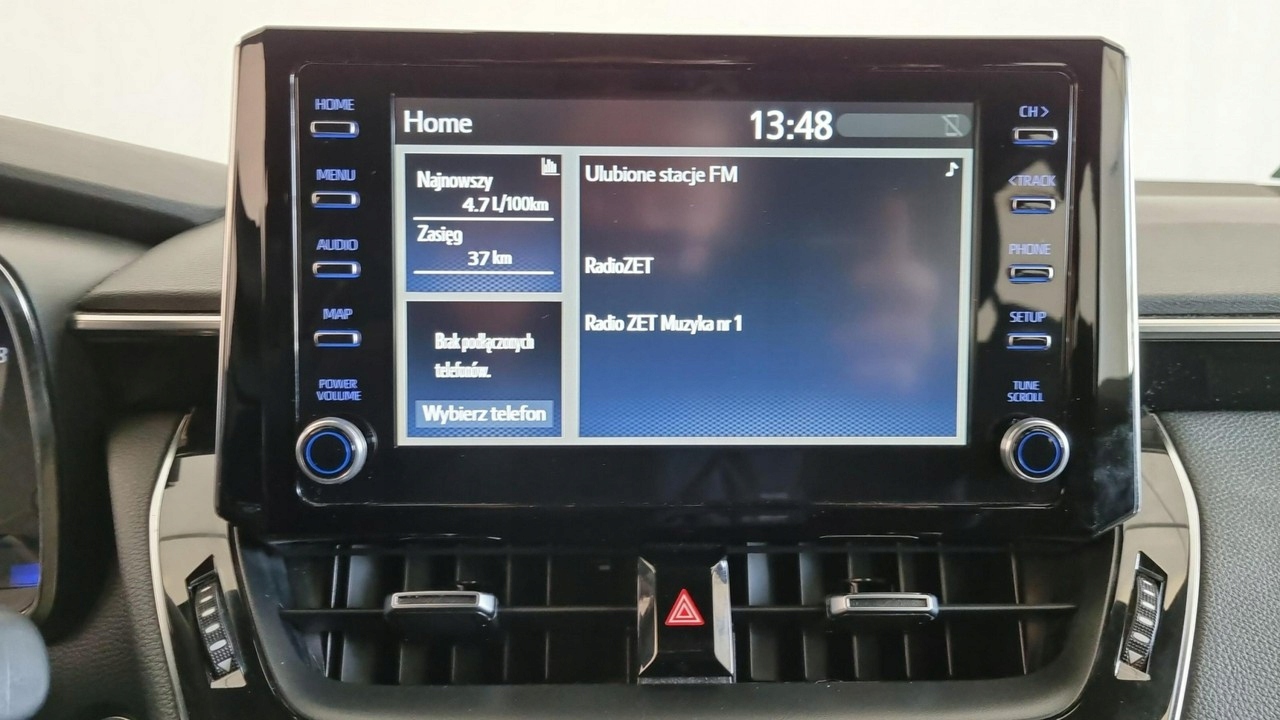 HOME
MENU
AUDIO
MAP
POWER
VOLUME
Home
13:48
Najnowszy
4.7 L/100km
Zasięg
37 km
Brak podłączonych
telefonów.
Wybierz telefon
Ulubione stacje FM
RadioZET
Radio ZET Muzyka nr 1
CH >
< TRACK
PHONE
SETUP
TUNE
SCROLL